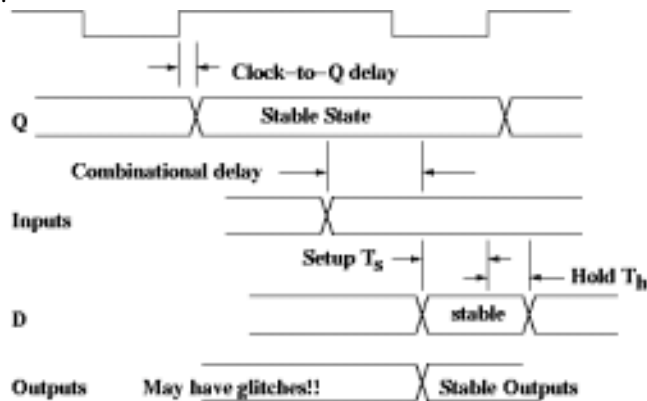 Clock-to-Q delay
Q Stable State
Combinational delay
Inputs
Setup Ts
Hold Th
D stable
Outputs May have glitches!! Stable Outputs